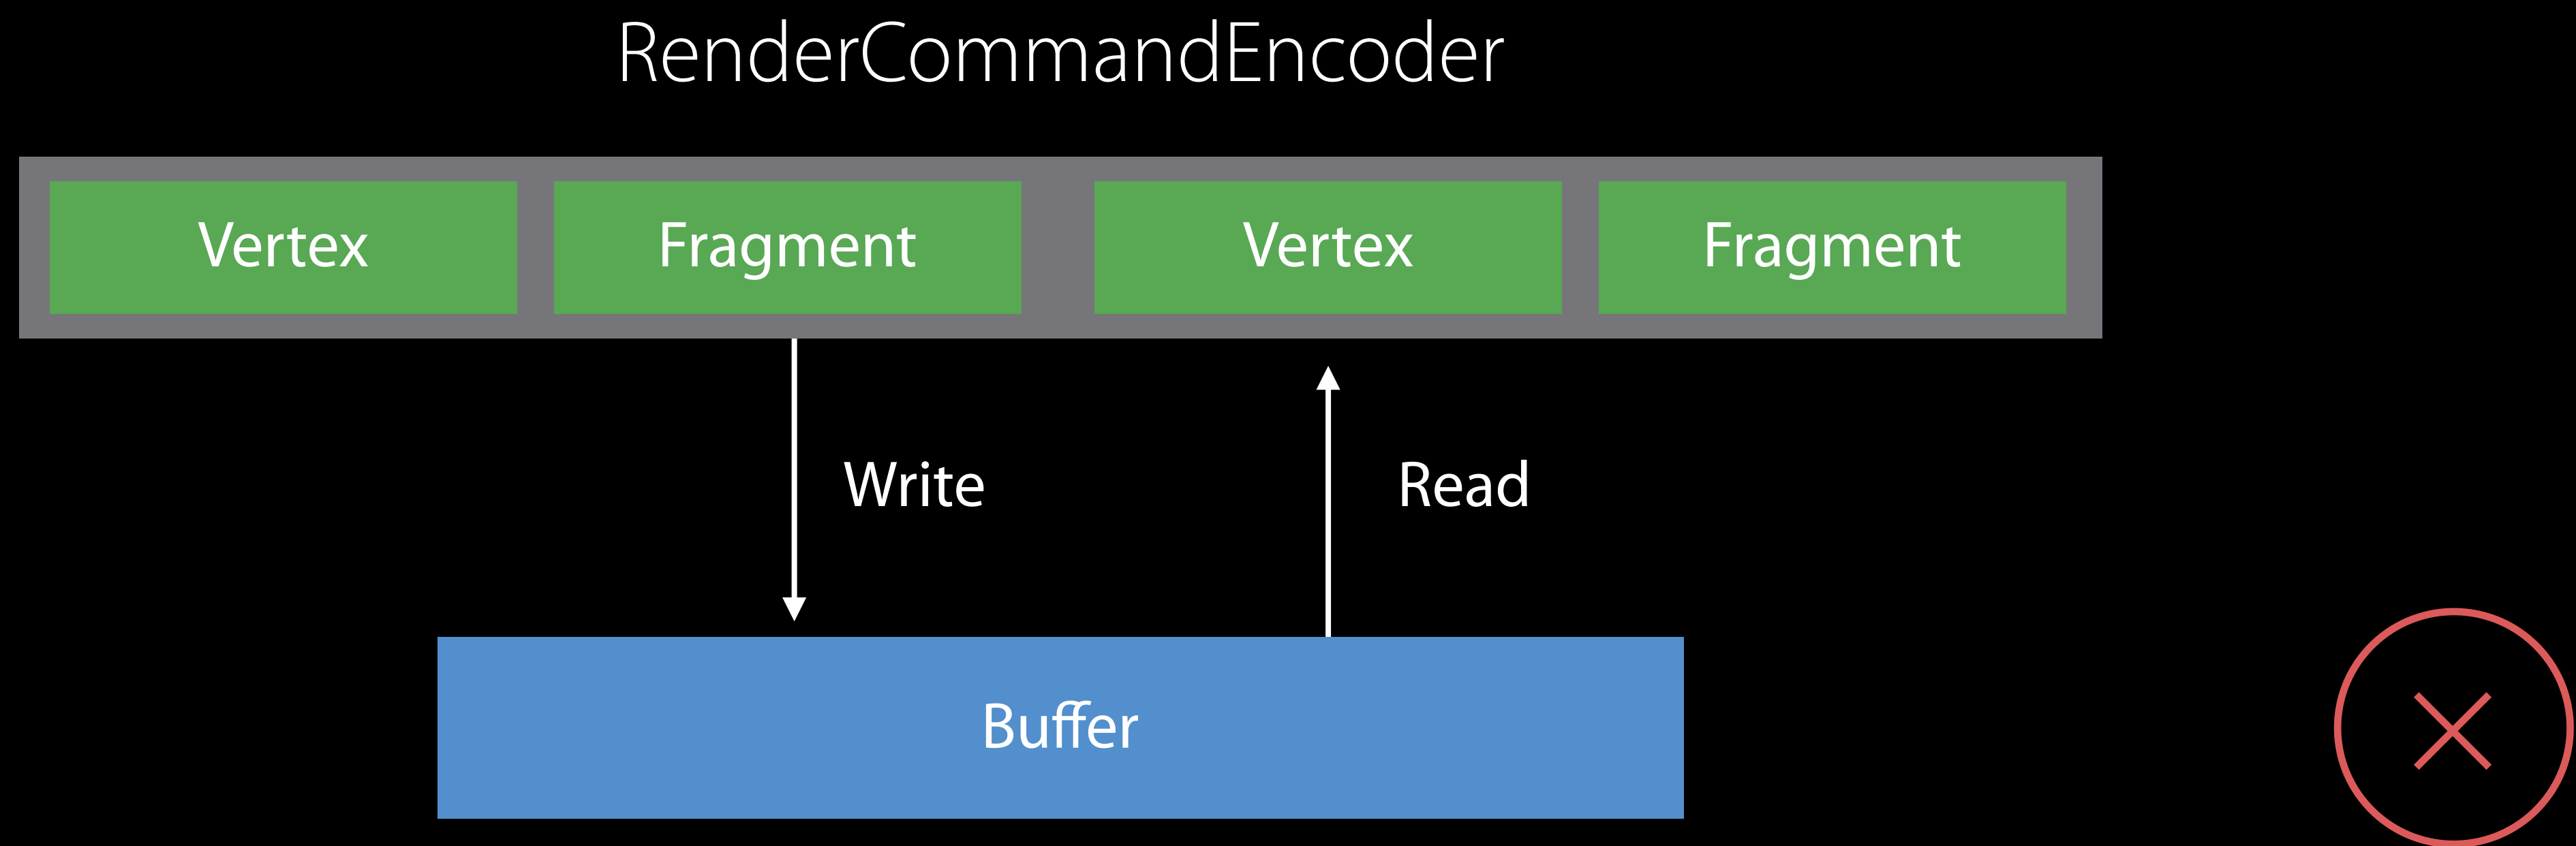 RenderCommandEncoder
Vertex
Fragment
Vertex
Fragment
Write
Read
Buffer